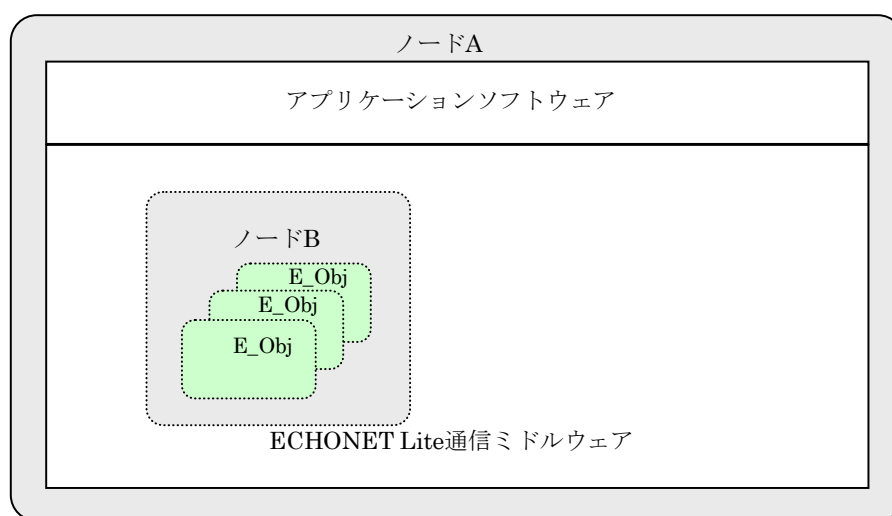 ノードA
アプリケーションソフトウェア
ノードB
E_Obj
E_Obj
E_Obj
ECHONET Lite通信ミドルウェア